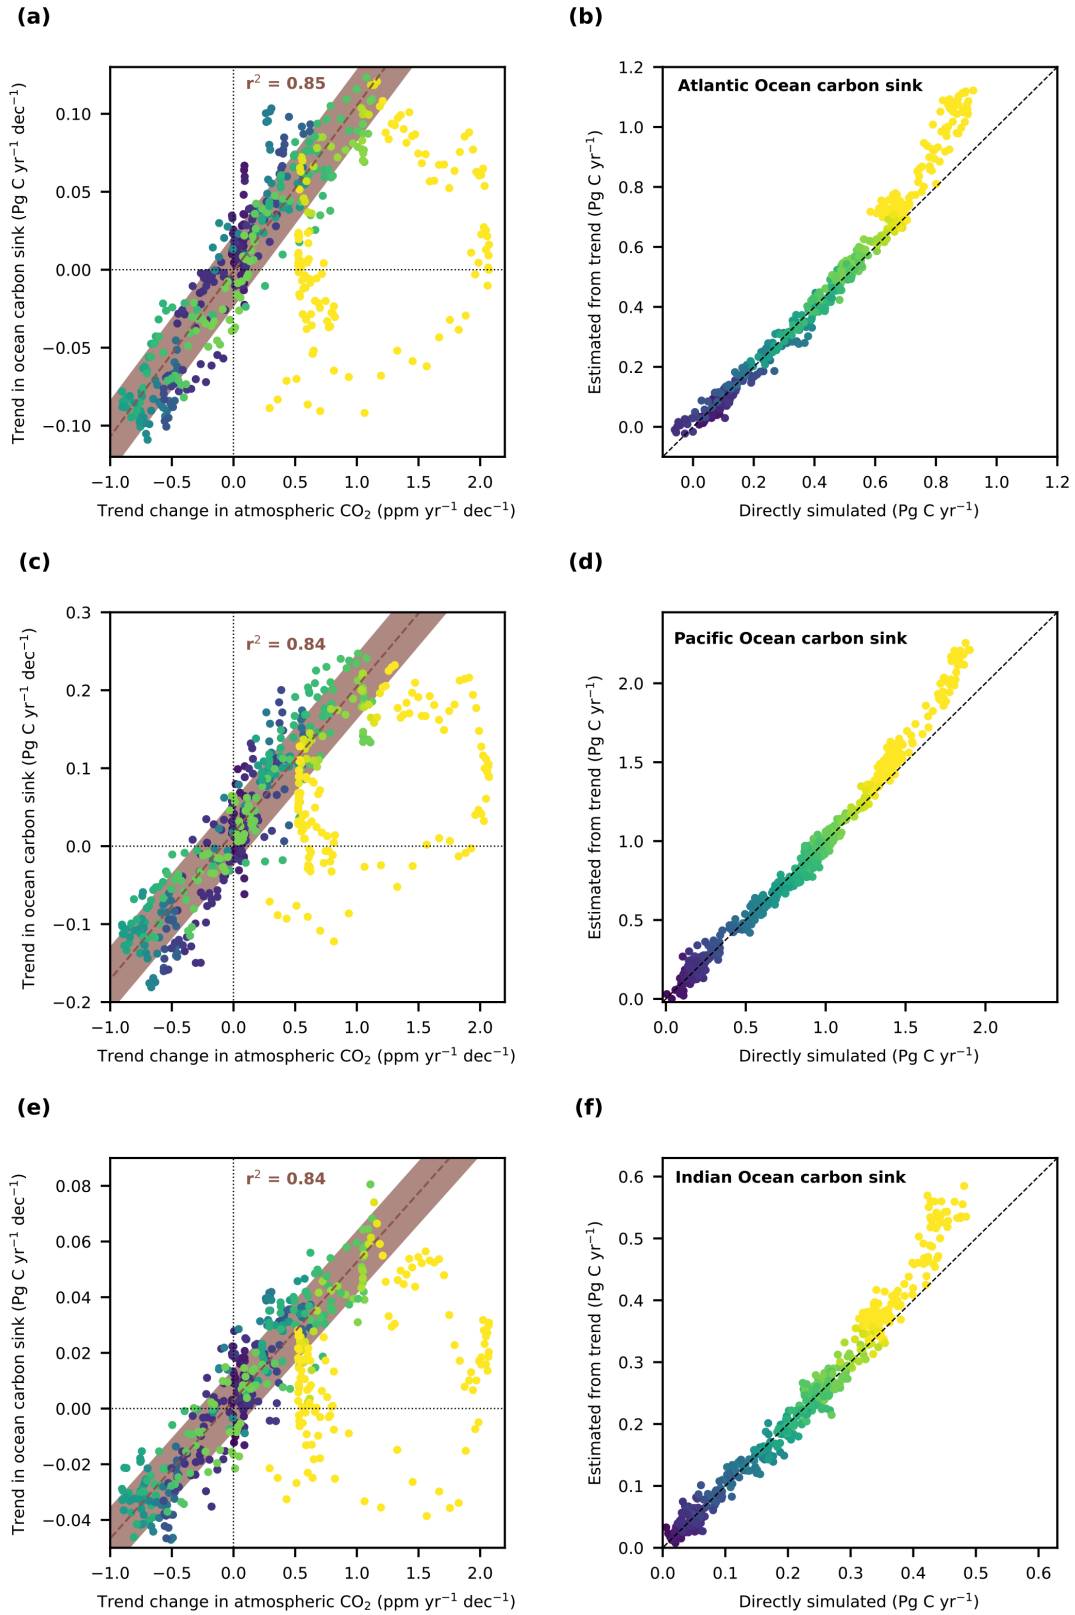 (a)
r² = 0.85
0.10
0.05
0.00
−0.05
−0.10
Trend in ocean carbon sink (Pg C yr⁻¹ dec⁻¹)
−1.0 −0.5 0.0 0.5 1.0 1.5 2.0
Trend change in atmospheric CO₂ (ppm yr⁻¹ dec⁻¹)
(b)
Atlantic Ocean carbon sink
1.2
1.0
0.8
0.6
0.4
0.2
0.0
Estimated from trend (Pg C yr⁻¹)
0.0 0.2 0.4 0.6 0.8 1.0 1.2
Directly simulated (Pg C yr⁻¹)
(c)
r² = 0.84
0.3
0.2
0.1
0.0
−0.1
−0.2
Trend in ocean carbon sink (Pg C yr⁻¹ dec⁻¹)
−1.0 −0.5 0.0 0.5 1.0 1.5 2.0
Trend change in atmospheric CO₂ (ppm yr⁻¹ dec⁻¹)
(d)
Pacific Ocean carbon sink
2.0
1.5
1.0
0.5
0.0
Estimated from trend (Pg C yr⁻¹)
0.0 0.5 1.0 1.5 2.0
Directly simulated (Pg C yr⁻¹)
(e)
r² = 0.84
0.08
0.06
0.04
0.02
0.00
−0.02
−0.04
Trend in ocean carbon sink (Pg C yr⁻¹ dec⁻¹)
−1.0 −0.5 0.0 0.5 1.0 1.5 2.0
Trend change in atmospheric CO₂ (ppm yr⁻¹ dec⁻¹)
(f)
Indian Ocean carbon sink
0.6
0.5
0.4
0.3
0.2
0.1
0.0
Estimated from trend (Pg C yr⁻¹)
0.0 0.1 0.2 0.3 0.4 0.5 0.6
Directly simulated (Pg C yr⁻¹)